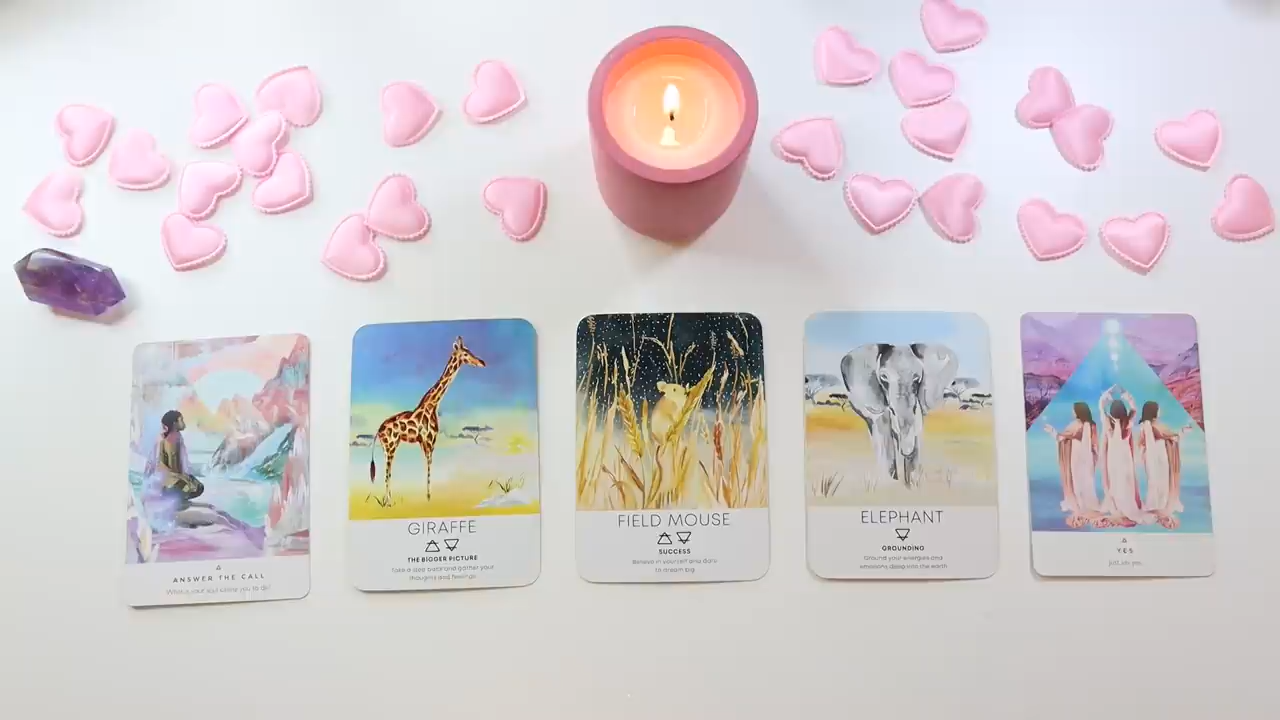 ANSWER THE CALL
What is your soul calling you to do?
GIRAFFE
THE BIGGER PICTURE
Take a step back and gather your
thoughts and feelings
FIELD MOUSE
SUCCESS
Believe in yourself and dare
to dream big
ELEPHANT
GROUNDING
Ground your energies and
emotions deep into the earth
YES
Just say yes.